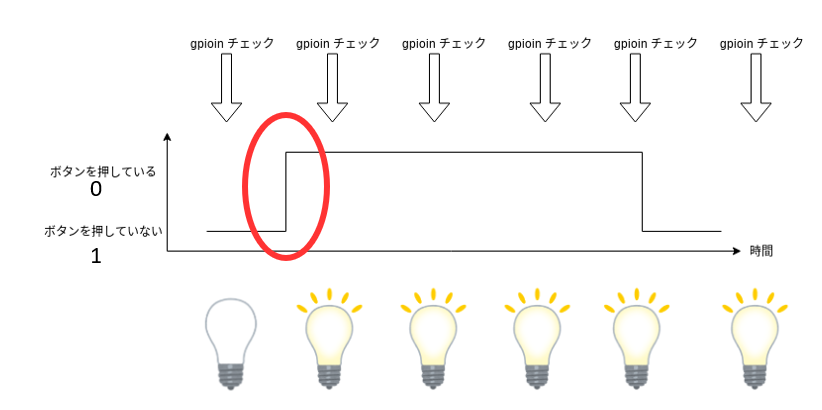 gpioin チェック gpioin チェック gpioin チェック gpioin チェック gpioin チェック gpioin チェック
ボタンを押している
0
ボタンを押していない
1
時間